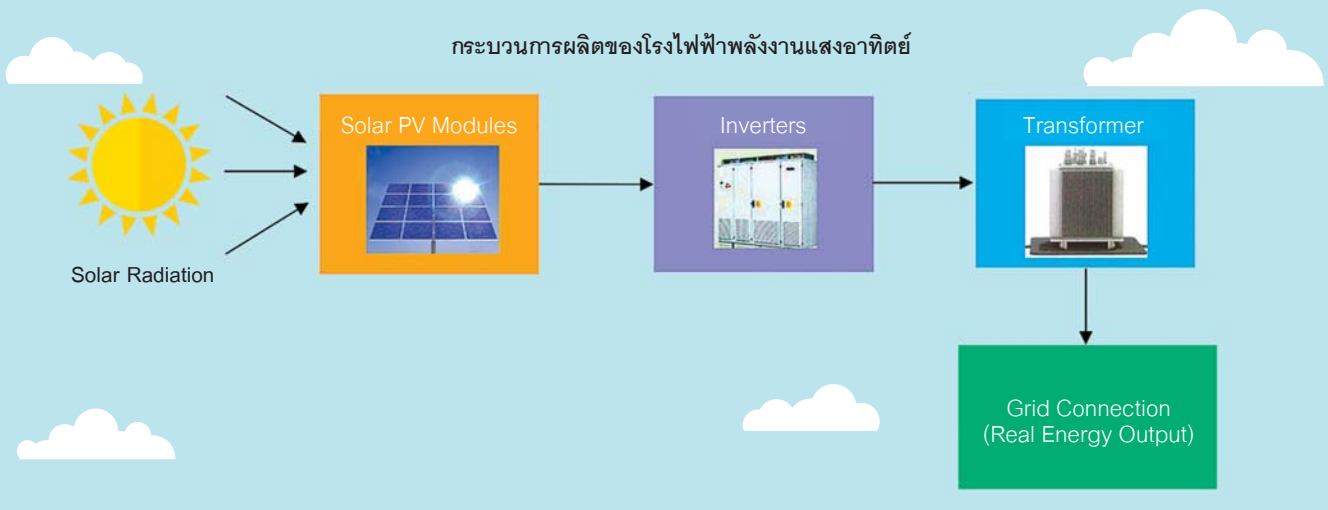 กระบวนการผลิตของโรงไฟฟ้าพลังงานแสงอาทิตย์
Solar Radiation
Solar PV Modules
Inverters
Transformer
Grid Connection
(Real Energy Output)